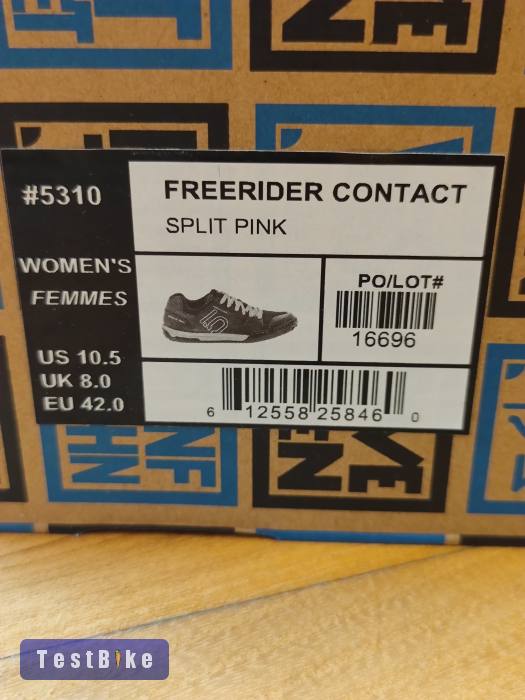 #5310
FREERIDER CONTACT
SPLIT PINK
WOMEN'S
FEMMES
US 10.5
UK 8.0
EU 42.0
PO/LOT#
16696
6 12558 25846 0
TestBike